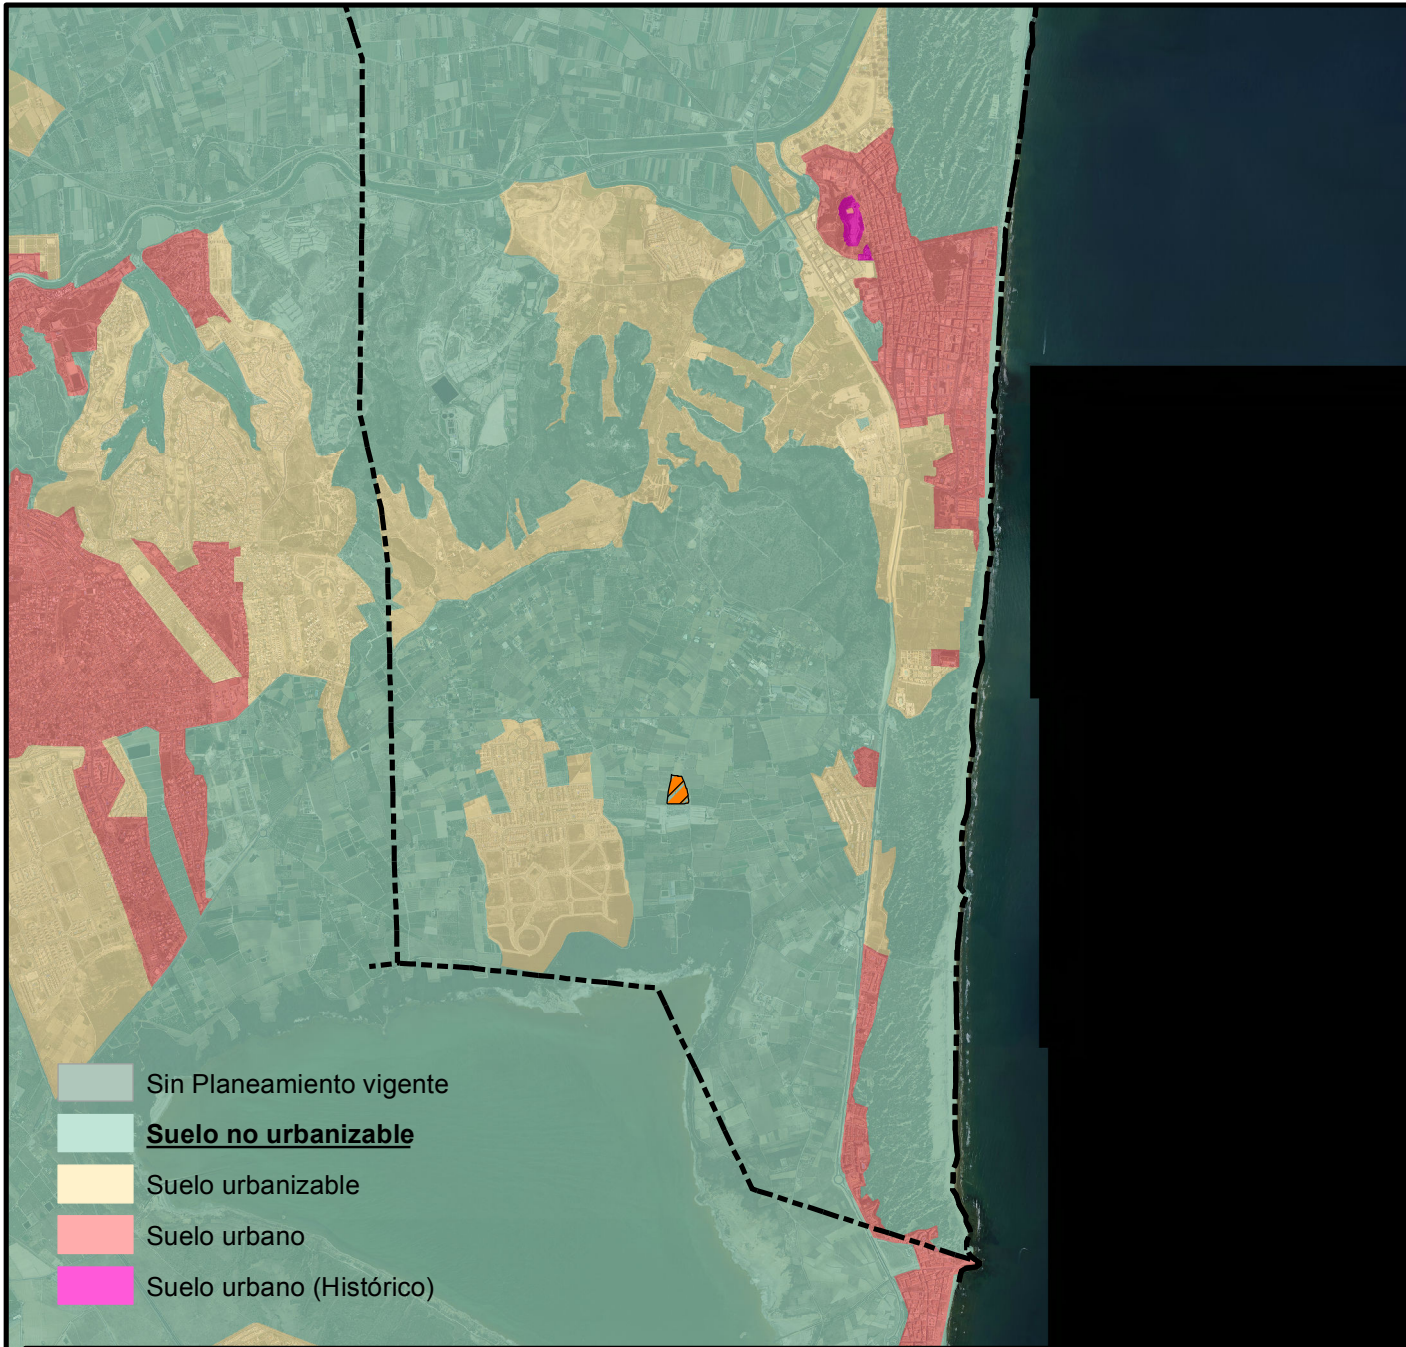 Sin Planeamiento vigente
Suelo no urbanizable
Suelo urbanizable
Suelo urbano
Suelo urbano (Histórico)